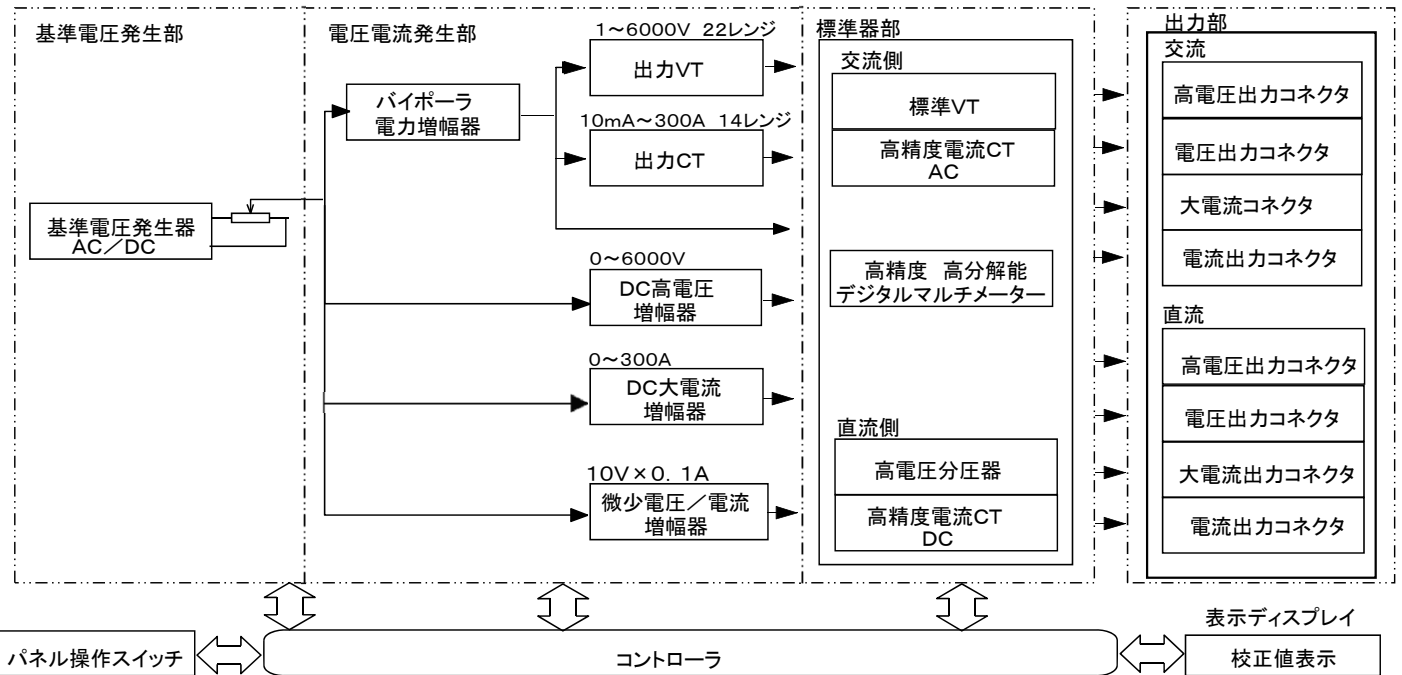 基準電圧発生部
基準電圧発生器
AC／DC
電圧電流発生部
バイポーラ
電力増幅器
1～6000V 22レンジ
出力VT
10mA～300A 14レンジ
出力CT
0～6000V
DC高電圧
増幅器
0～300A
DC大電流
増幅器
10V×0．1A
微少電圧／電流
増幅器
標準器部
交流側
標準VT
高精度電流CT
AC
高精度 高分解能
デジタルマルチメーター
直流側
高電圧分圧器
高精度電流CT
DC
出力部
交流
高電圧出力コネクタ
電圧出力コネクタ
大電流コネクタ
電流出力コネクタ
直流
高電圧出力コネクタ
電圧出力コネクタ
大電流出力コネクタ
電流出力コネクタ
パネル操作スイッチ
コントローラ
表示ディスプレイ
校正値表示